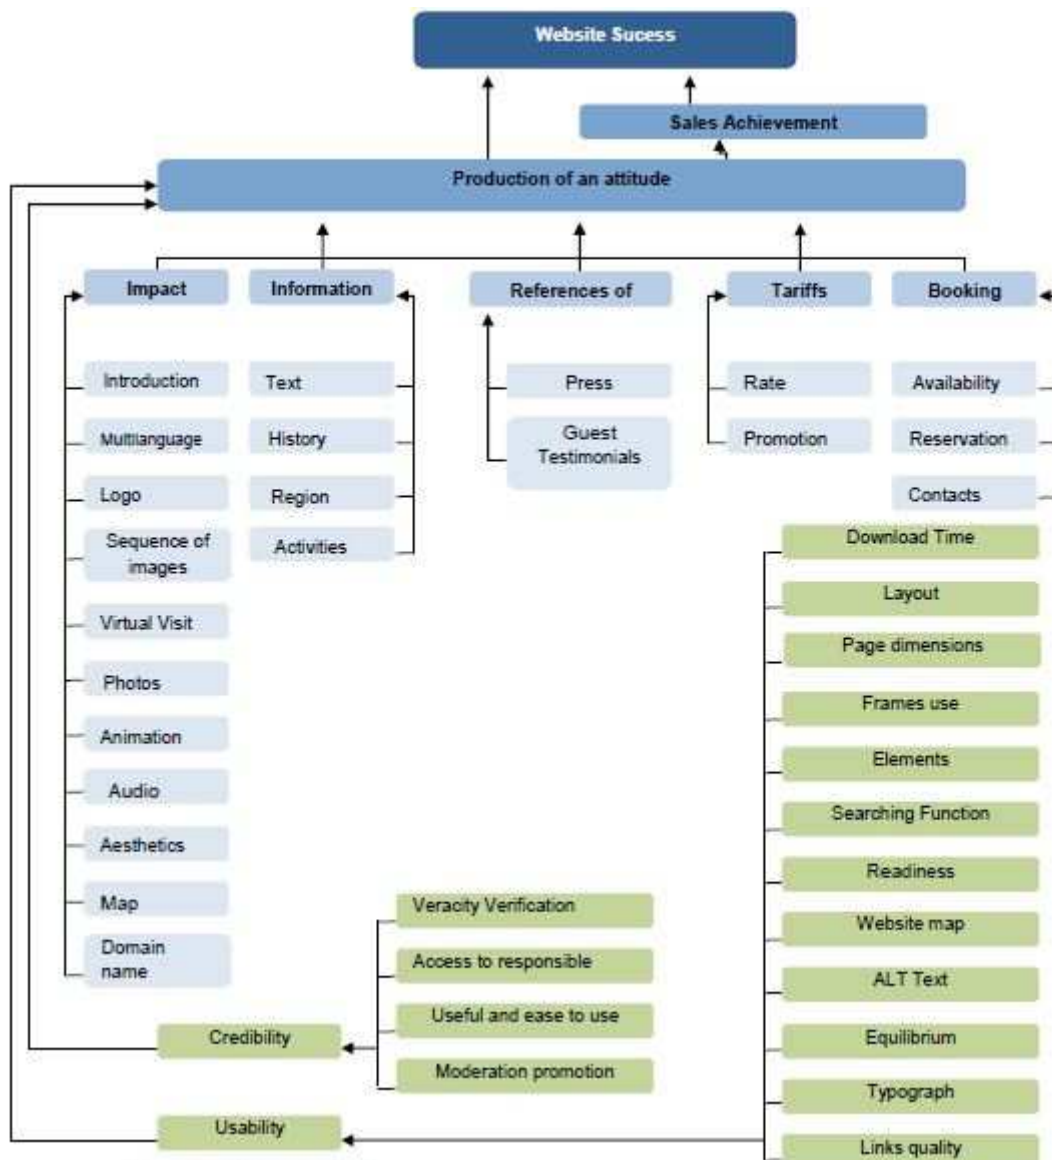 Website Sucess
Sales Achievement
Production of an attitude
Impact
Information
References of
Tariffs
Booking
Introduction
Multilanguage
Logo
Sequence of
images
Virtual Visit
Photos
Animation
Audio
Aesthetics
Map
Domain
name
Text
History
Region
Activities
Press
Guest
Testimonials
Rate
Promotion
Availability
Reservation
Contacts
Download Time
Layout
Page dimensions
Frames use
Elements
Searching Function
Readiness
Website map
ALT Text
Equilibrium
Typograph
Links quality
Veracity Verification
Access to responsible
Useful and ease to use
Moderation promotion
Credibility
Usability